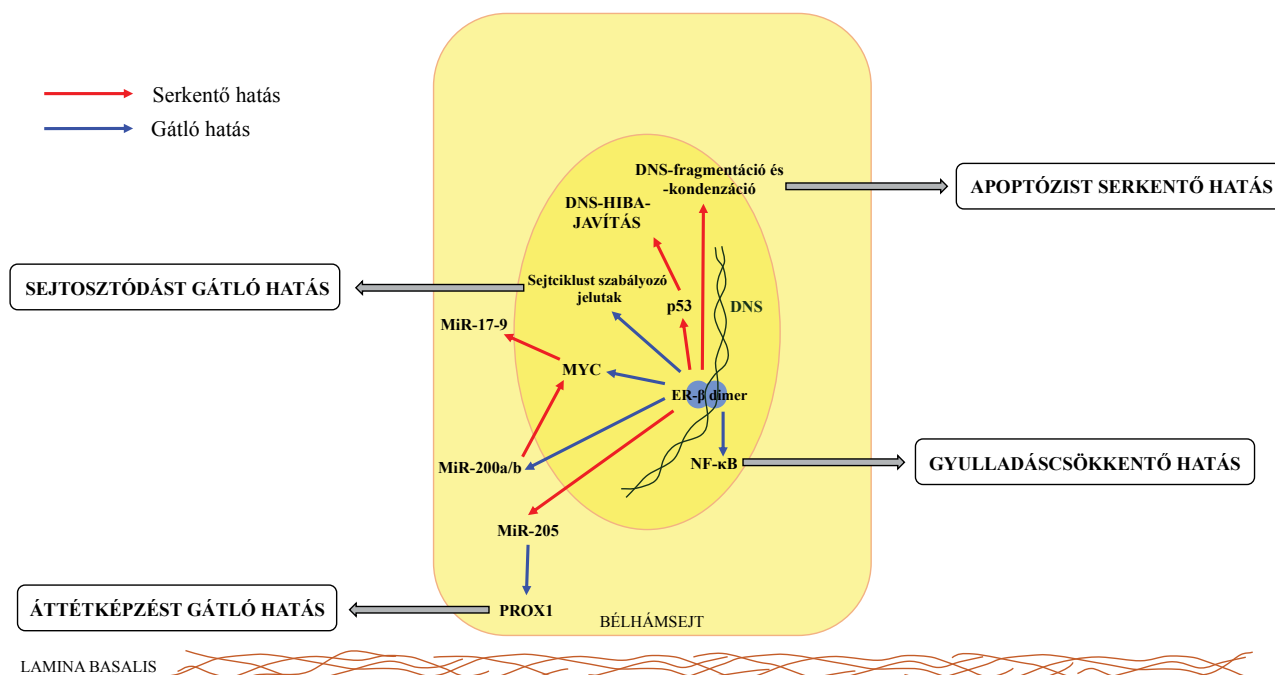 Serkentő hatás
Gátló hatás
DNS-fragmentáció és
-kondenzáció
APOPTÓZIST SERKENTŐ HATÁS
DNS-HIBA-
JAVÍTÁS
SEJTOSZTÓDÁST GÁTLÓ HATÁS
Sejtciklust szabályozó
jelutak
p53
DNS
MiR-17-9
MYC
ER-β dimer
MiR-200a/b
NF-κB
GYULLADÁSCSÖKKENTŐ HATÁS
MiR-205
ÁTTÉTKÉPZÉST GÁTLÓ HATÁS
PROX1
BÉLHÁMSEJT
LAMINA BASALIS